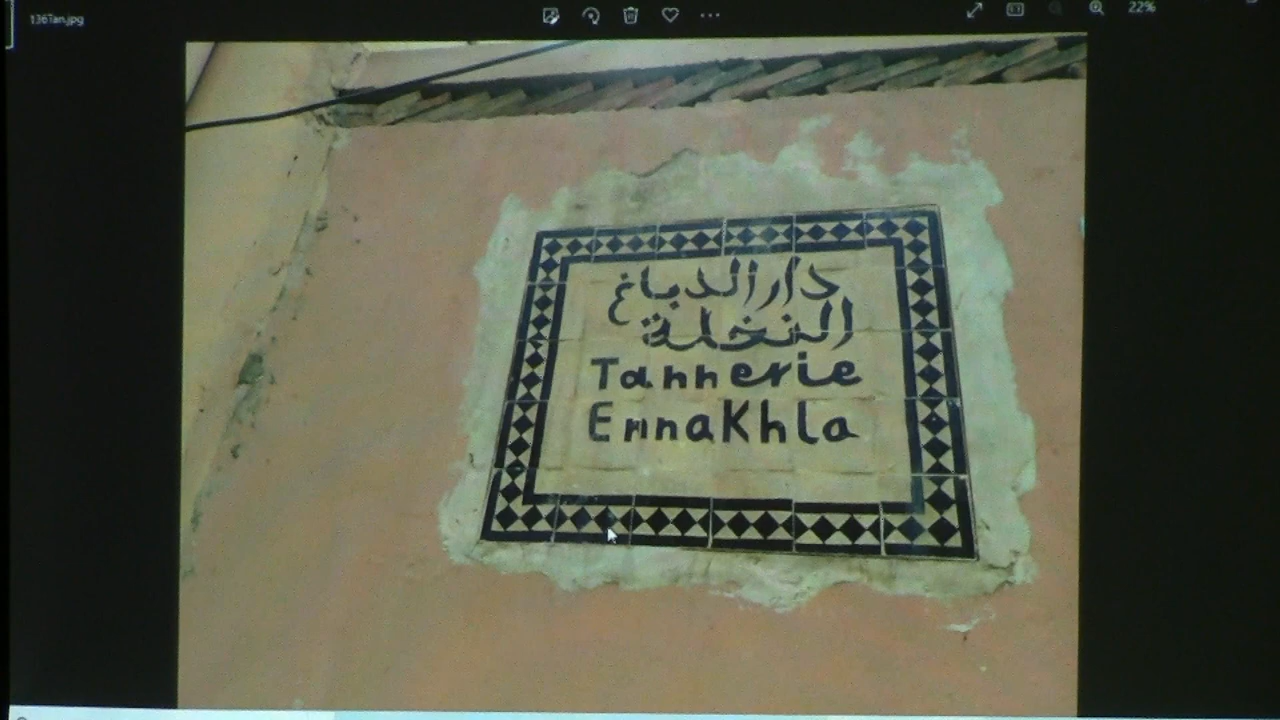 136Tan.jpg
22%
دار الدباغ
النخلة
Tannerie
EnnaKhla